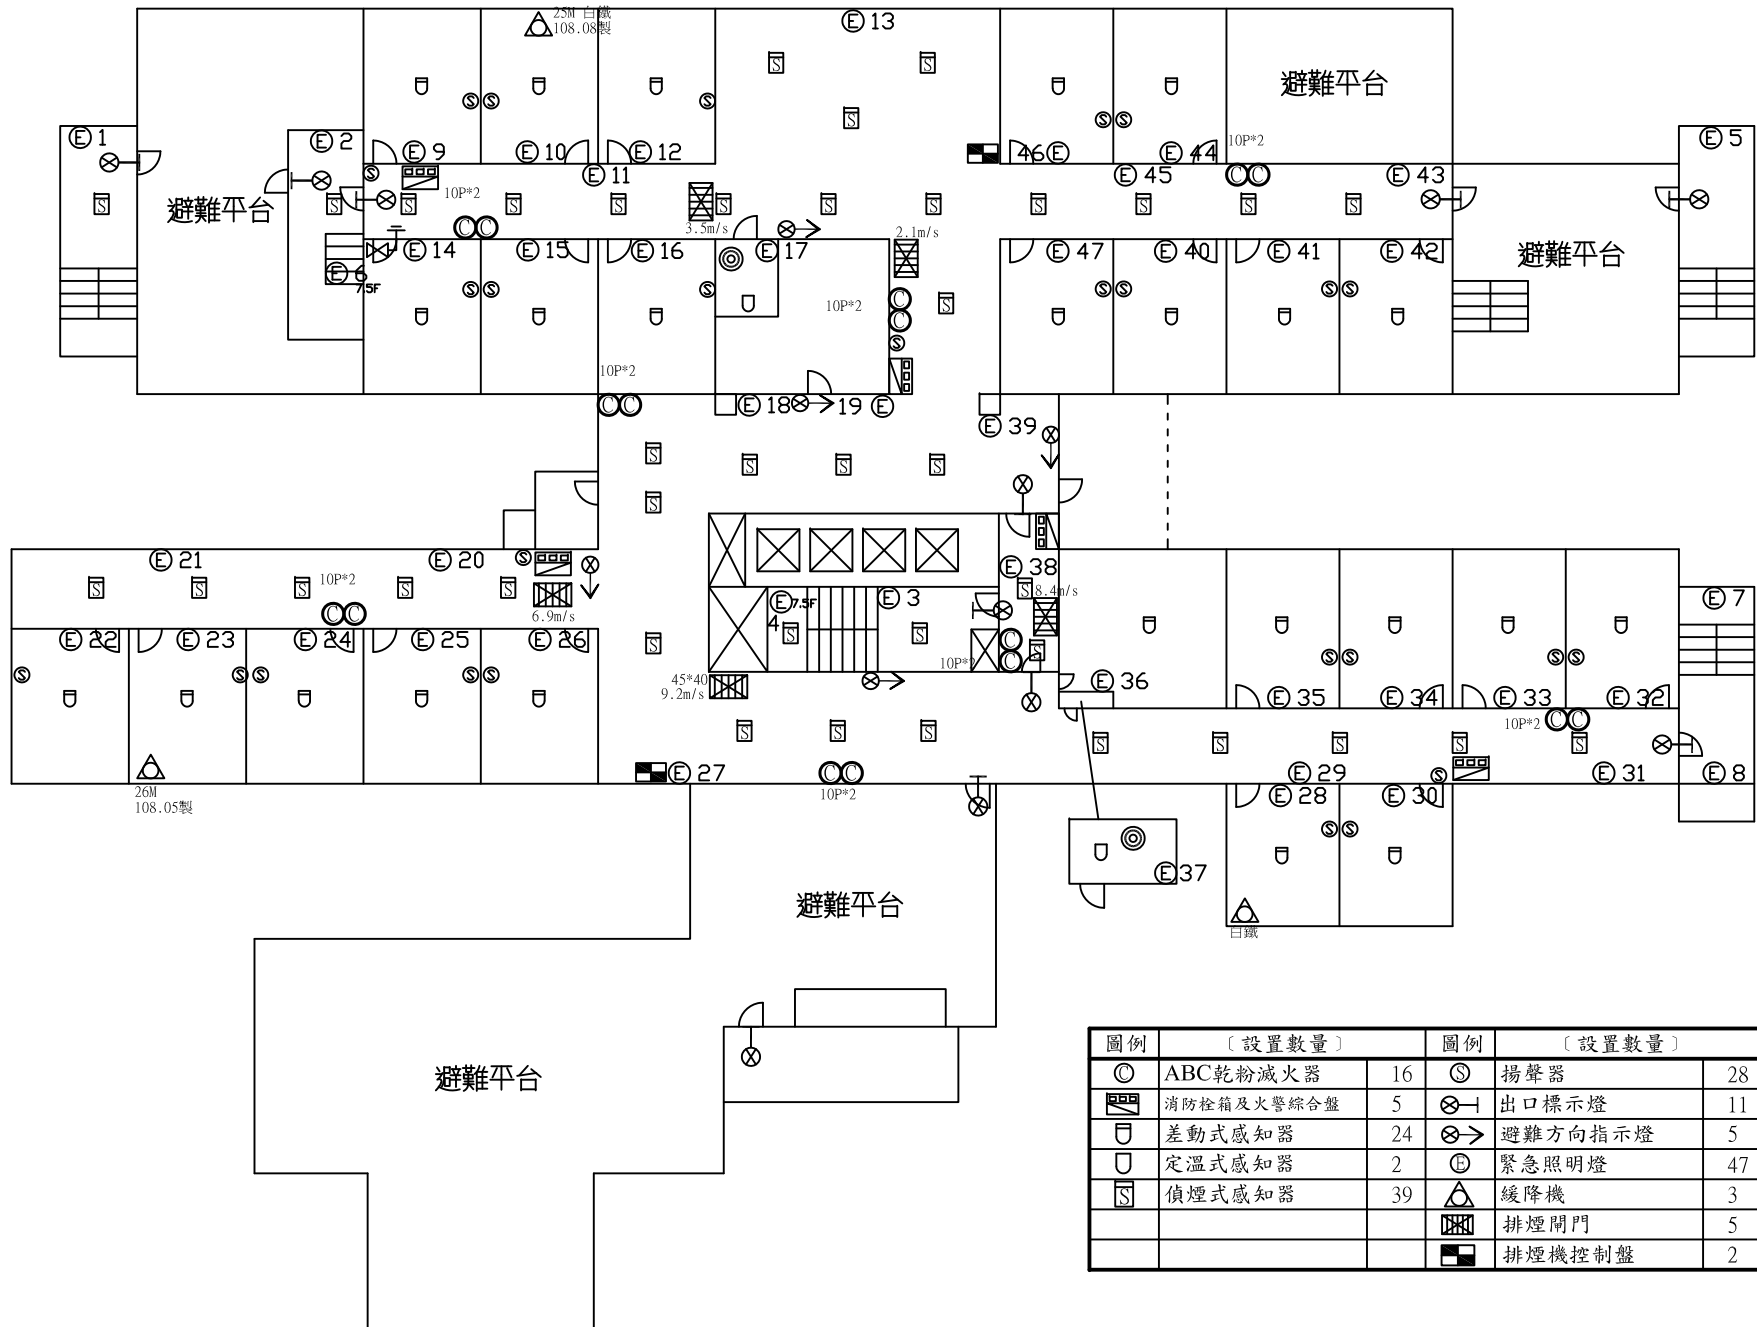 25M 白鐵
108.08製
Ⓔ 13
避難平台
Ⓔ 1
Ⓔ 2
Ⓔ 9
Ⓔ 10
Ⓔ 12
46 Ⓔ
Ⓔ 44
10P*2
Ⓔ 5
Ⓔ 11
Ⓔ 45
Ⓔ 43
10P*2
避難平台
3.5m/s
2.1m/s
Ⓔ 14
Ⓔ 15
Ⓔ 16
Ⓔ 17
Ⓔ 47
Ⓔ 40
Ⓔ 41
Ⓔ 42
避難平台
Ⓔ 6
7.5F
10P*2
10P*2
Ⓔ 18
19 Ⓔ
Ⓔ 39
Ⓔ 21
Ⓔ 20
10P*2
6.9m/s
Ⓔ 38
8.4m/s
Ⓔ 7.5F
4
Ⓔ 3
Ⓔ 7
Ⓔ 22
Ⓔ 23
Ⓔ 24
Ⓔ 25
Ⓔ 26
10P*2
45*40
9.2m/s
Ⓔ 36
Ⓔ 35
Ⓔ 34
Ⓔ 33
Ⓔ 32
10P*2
26M
108.05製
Ⓔ 27
10P*2
Ⓔ 29
Ⓔ 31
Ⓔ 8
Ⓔ 28
Ⓔ 30
Ⓔ 37
避難平台
白鐵
避難平台
圖例 〔設置數量〕 圖例 〔設置數量〕
Ⓒ ABC乾粉滅火器 16 Ⓢ 揚聲器 28
消防栓箱及火警綜合盤 5 出口標示燈 11
差動式感知器 24 避難方向指示燈 5
定溫式感知器 2 Ⓔ 緊急照明燈 47
S 偵煙式感知器 39 緩降機 3
排煙閘門 5
排煙機控制盤 2